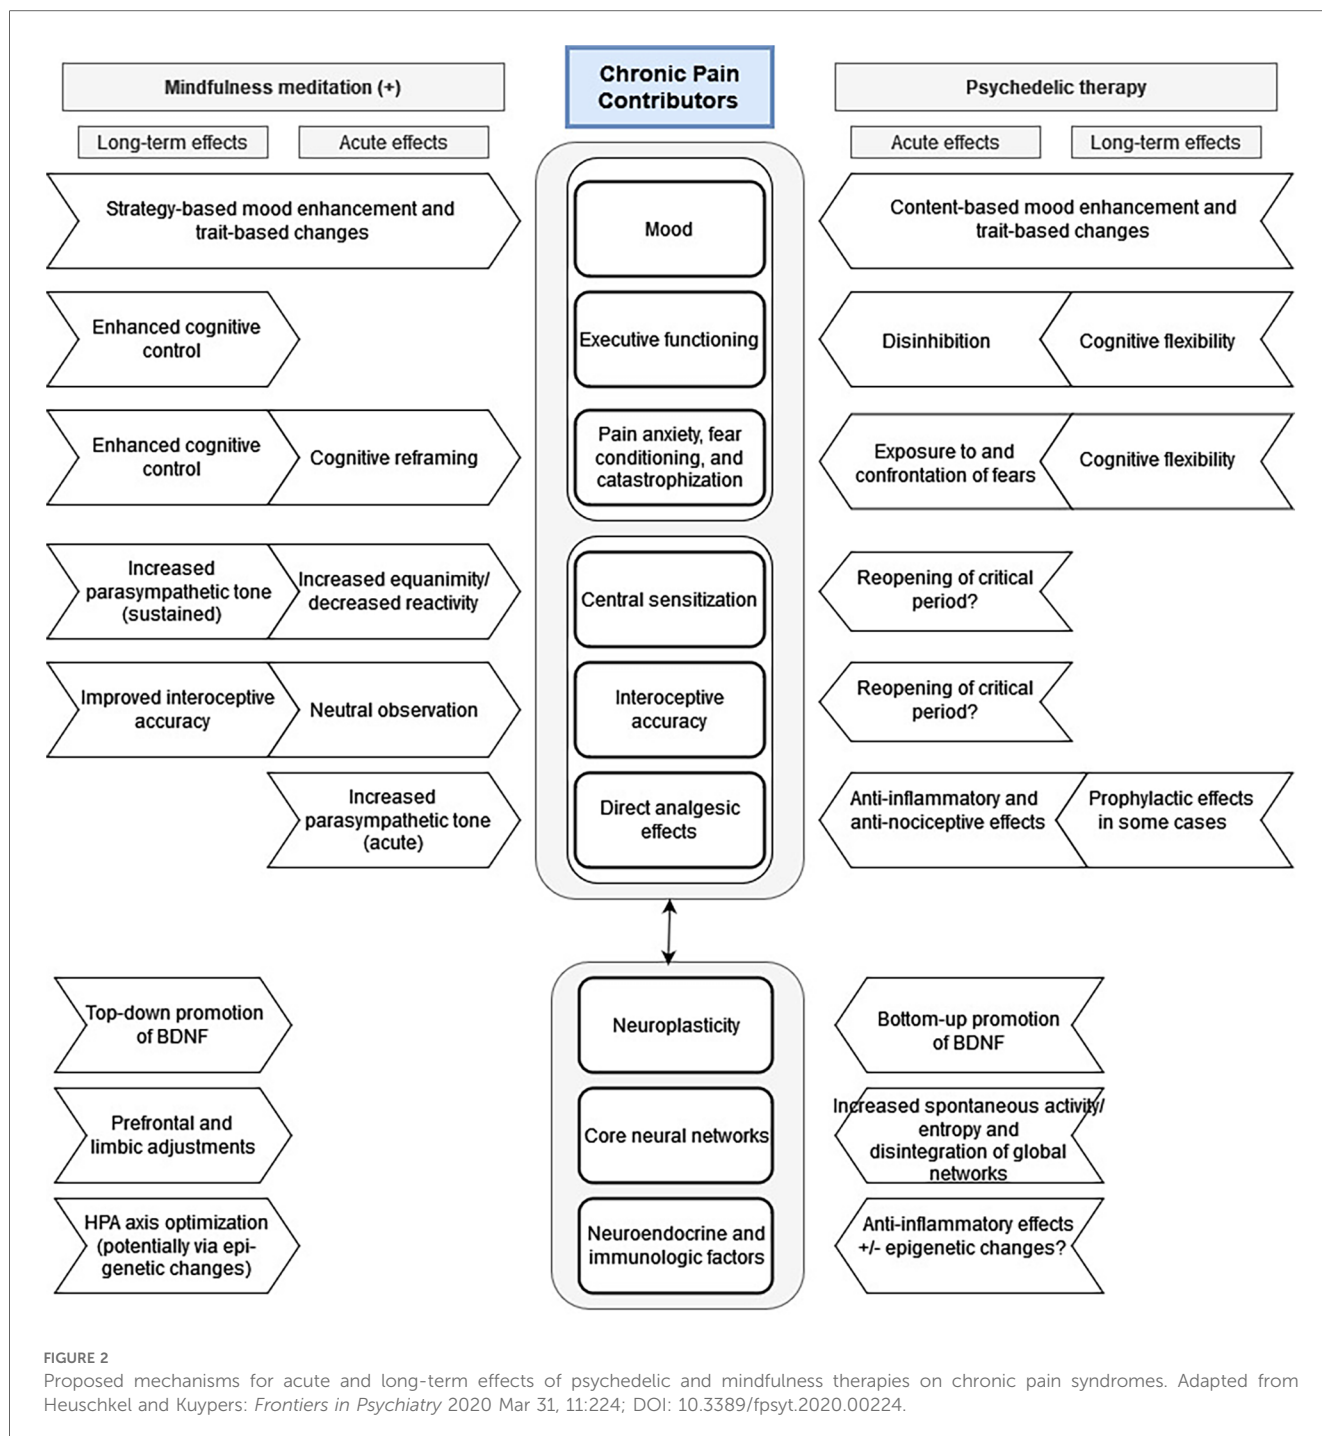 Mindfulness meditation (+)
Chronic Pain
Contributors
Psychedelic therapy
Long-term effects
Acute effects
Acute effects
Long-term effects
Strategy-based mood enhancement and
trait-based changes
Mood
Content-based mood enhancement and
trait-based changes
Enhanced cognitive
control
Executive functioning
Disinhibition
Cognitive flexibility
Enhanced cognitive
control
Cognitive reframing
Pain anxiety, fear
conditioning, and
catastrophization
Exposure to and
confrontation of fears
Cognitive flexibility
Increased
parasympathetic tone
(sustained)
Increased equanimity/
decreased reactivity
Central sensitization
Reopening of critical
period?
Improved interoceptive
accuracy
Neutral observation
Interoceptive
accuracy
Reopening of critical
period?
Increased
parasympathetic tone
(acute)
Direct analgesic
effects
Anti-inflammatory and
anti-nociceptive effects
Prophylactic effects
in some cases
Top-down promotion
of BDNF
Neuroplasticity
Bottom-up promotion
of BDNF
Prefrontal and
limbic adjustments
Core neural networks
Increased spontaneous activity/
entropy and
disintegration of global
networks
HPA axis optimization
(potentially via epi-
genetic changes)
Neuroendocrine and
immunologic factors
Anti-inflammatory effects
+/- epigenetic changes?
FIGURE 2
Proposed mechanisms for acute and long-term effects of psychedelic and mindfulness therapies on chronic pain syndromes. Adapted from
Heuschkel and Kuypers: Frontiers in Psychiatry 2020 Mar 31, 11:224; DOI: 10.3389/fpsyt.2020.00224.